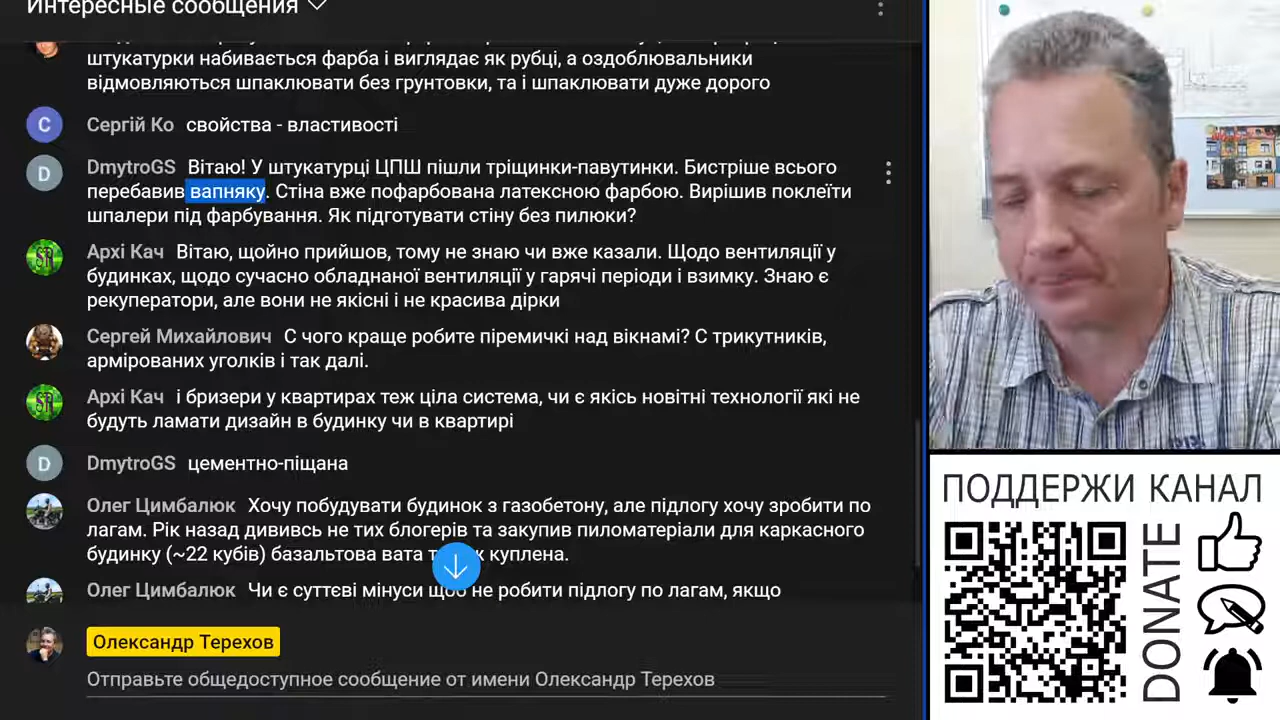 Интересные сообщения
штукатурки набивається фарба і виглядає як рубці, а оздоблювальники
відмовляються шпаклювати без грунтовки, та і шпаклювати дуже дорого
Сергій Ко свойства - властивості
DmytroGS Вітаю! У штукатурці ЦПШ пішли тріщинки-павутинки. Бистріше всього
перебавив вапняку. Стіна вже пофарбована латексною фарбою. Вирішив поклеїти
шпалери під фарбування. Як підготувати стіну без пилюки?
Архі Кач Вітаю, щойно прийшов, тому не знаю чи вже казали. Щодо вентиляції у
будинках, щодо сучасно обладнаної вентиляції у гарячі періоди і взимку. Знаю є
рекуператори, але вони не якісні і не красива дірки
Сергей Михайлович С чого краще робите піремичкі над вікнамі? С трикутників,
армірованих уголків і так далі.
Архі Кач і бризери у квартирах теж ціла система, чи є якісь новітні технології які не
будуть ламати дизайн в будинку чи в квартирі
DmytroGS цементно-піщана
Олег Цимбалюк Хочу побудувати будинок з газобетону, але підлогу хочу зробити по
лагам. Рік назад дививсь не тих блогерів та закупив пиломатеріали для каркасного
будинку (~22 кубів) базальтова вата куплена.
Олег Цимбалюк Чи є суттєві мінуси щоб не робити підлогу по лагам, якщо
Олександр Терехов
Отправьте общедоступное сообщение от имени Олександр Терехов
ПОДДЕРЖИ КАНАЛ
DONATE